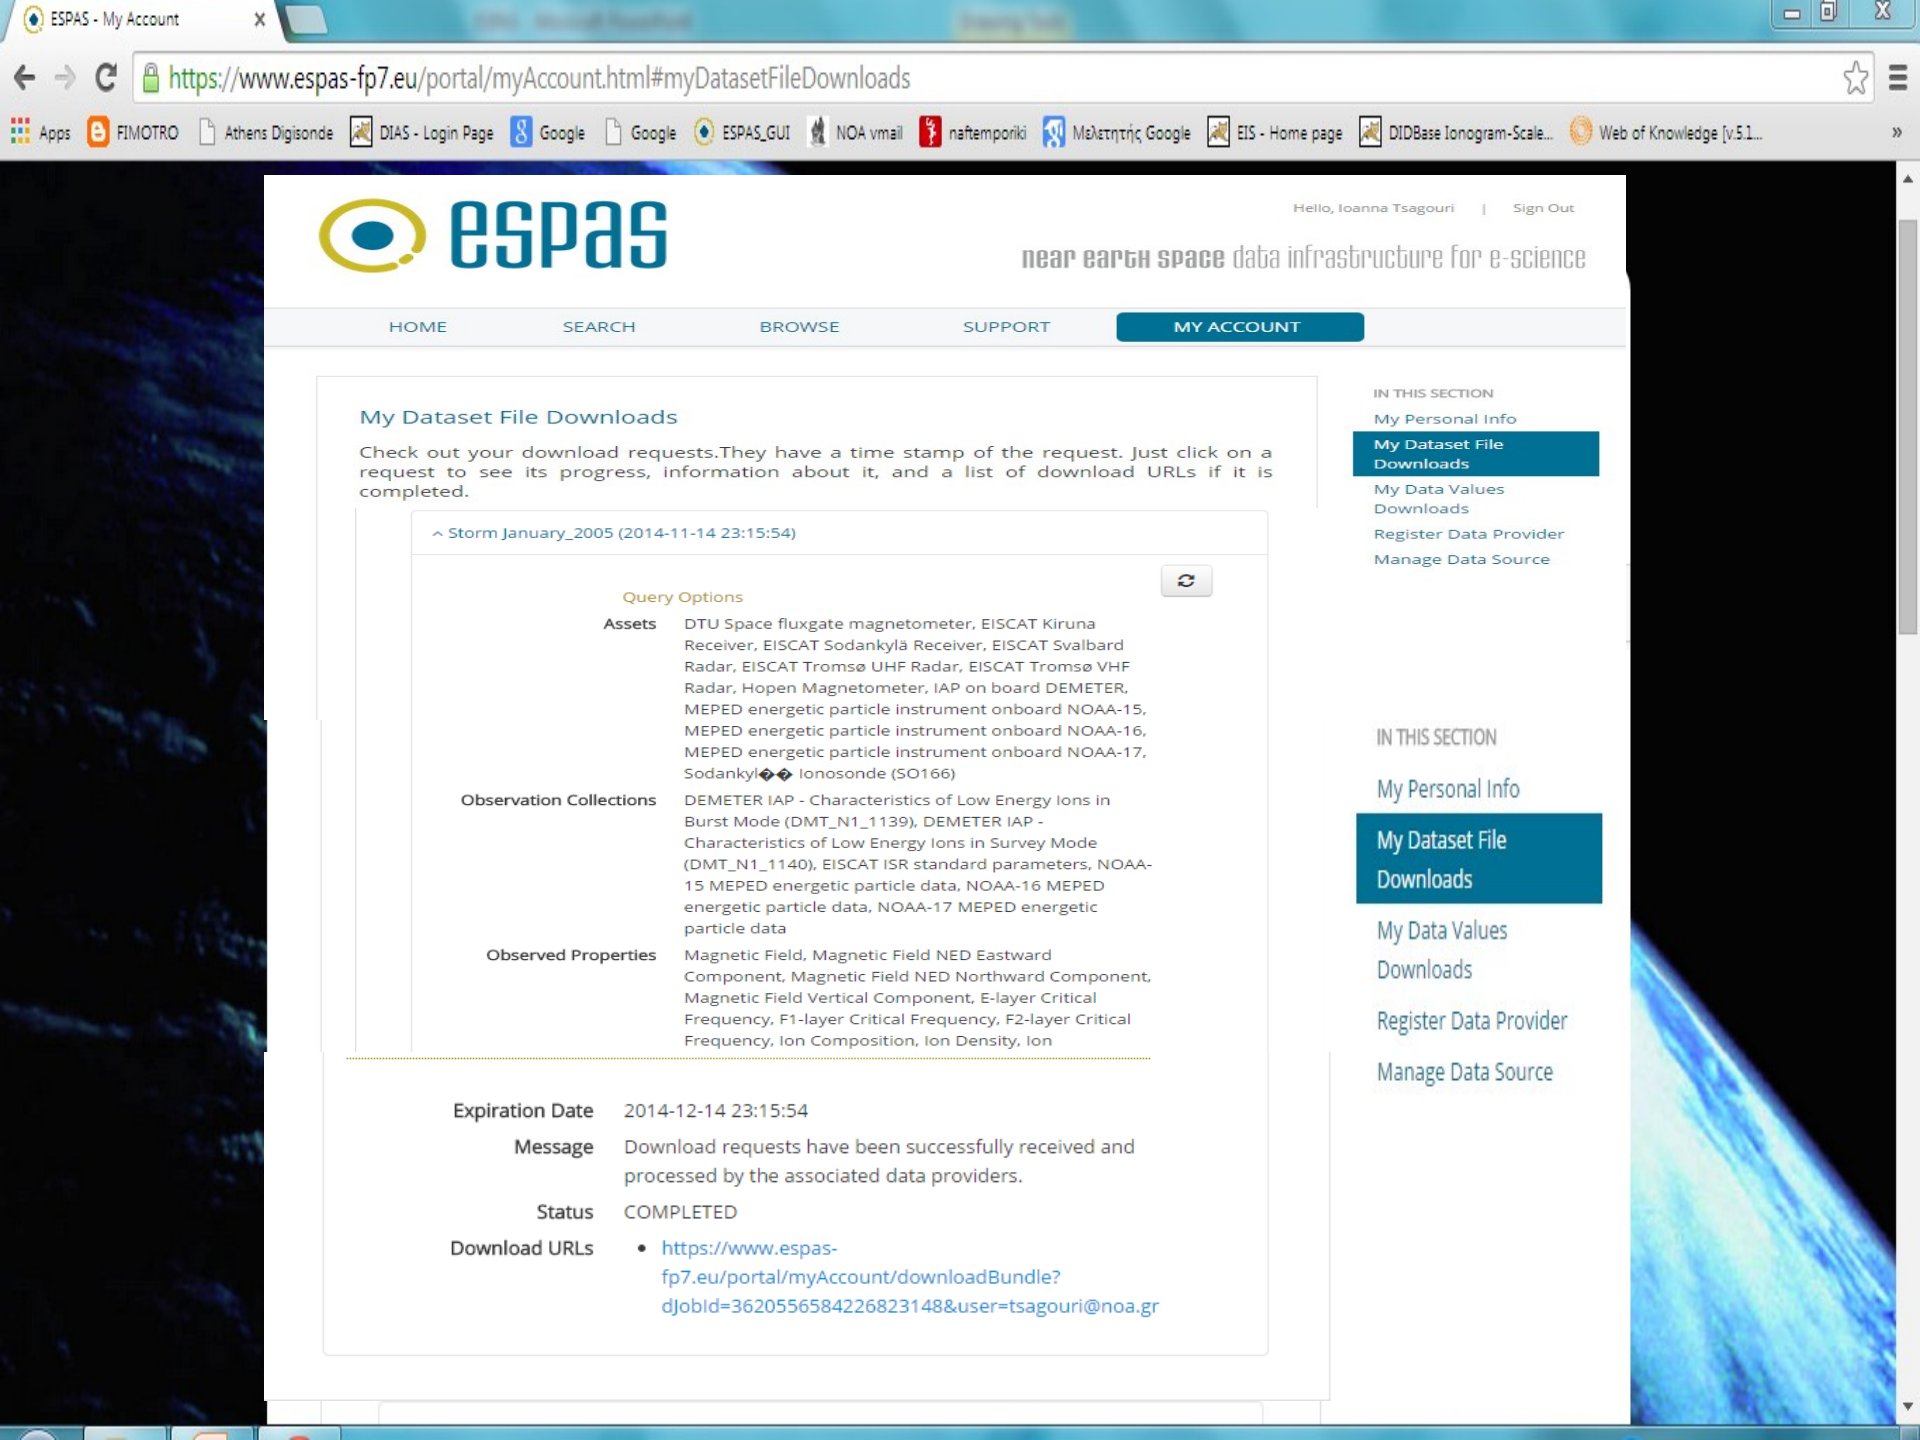 ESPAS - My Account
https://www.espas-fp7.eu/portal/myAccount.html#myDatasetFileDownloads
Apps FIMOTRO Athens Digisonde DIAS - Login Page Google Google ESPAS_GUI NOA vmail naftemporiki Μελετητής Google EIS - Home page DIDBase Ionogram-Scale... Web of Knowledge [v.5.1... »
espas
Hello, Ioanna Tsagouri | Sign Out
near earth space data infrastructure for e-science
HOME SEARCH BROWSE SUPPORT MY ACCOUNT
My Dataset File Downloads
Check out your download requests.They have a time stamp of the request. Just click on a
request to see its progress, information about it, and a list of download URLs if it is
completed.
Storm January_2005 (2014-11-14 23:15:54)
Query Options
Assets DTU Space fluxgate magnetometer, EISCAT Kiruna
Receiver, EISCAT Sodankylä Receiver, EISCAT Svalbard
Radar, EISCAT Tromsø UHF Radar, EISCAT Tromsø VHF
Radar, Hopen Magnetometer, IAP on board DEMETER,
MEPED energetic particle instrument onboard NOAA-15,
MEPED energetic particle instrument onboard NOAA-16,
MEPED energetic particle instrument onboard NOAA-17,
Sodankyl�� Ionosonde (SO166)
Observation Collections DEMETER IAP - Characteristics of Low Energy Ions in
Burst Mode (DMT_N1_1139), DEMETER IAP -
Characteristics of Low Energy Ions in Survey Mode
(DMT_N1_1140), EISCAT ISR standard parameters, NOAA-
15 MEPED energetic particle data, NOAA-16 MEPED
energetic particle data, NOAA-17 MEPED energetic
particle data
Observed Properties Magnetic Field, Magnetic Field NED Eastward
Component, Magnetic Field NED Northward Component,
Magnetic Field Vertical Component, E-layer Critical
Frequency, F1-layer Critical Frequency, F2-layer Critical
Frequency, Ion Composition, Ion Density, Ion
Expiration Date 2014-12-14 23:15:54
Message Download requests have been successfully received and
processed by the associated data providers.
Status COMPLETED
Download URLs • https://www.espas-
fp7.eu/portal/myAccount/downloadBundle?
dJobId=3620556584226823148&user=tsagouri@noa.gr
IN THIS SECTION
My Personal Info
My Dataset File
Downloads
My Data Values
Downloads
Register Data Provider
Manage Data Source
IN THIS SECTION
My Personal Info
My Dataset File
Downloads
My Data Values
Downloads
Register Data Provider
Manage Data Source